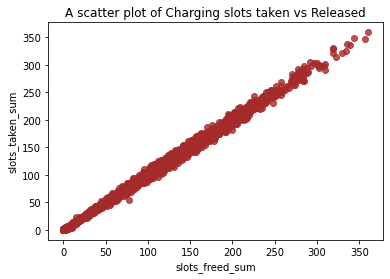 A scatter plot of Charging slots taken vs Released
350
300
250
200
150
100
50
0
slots_taken_sum
0 50 100 150 200 250 300 350
slots_freed_sum